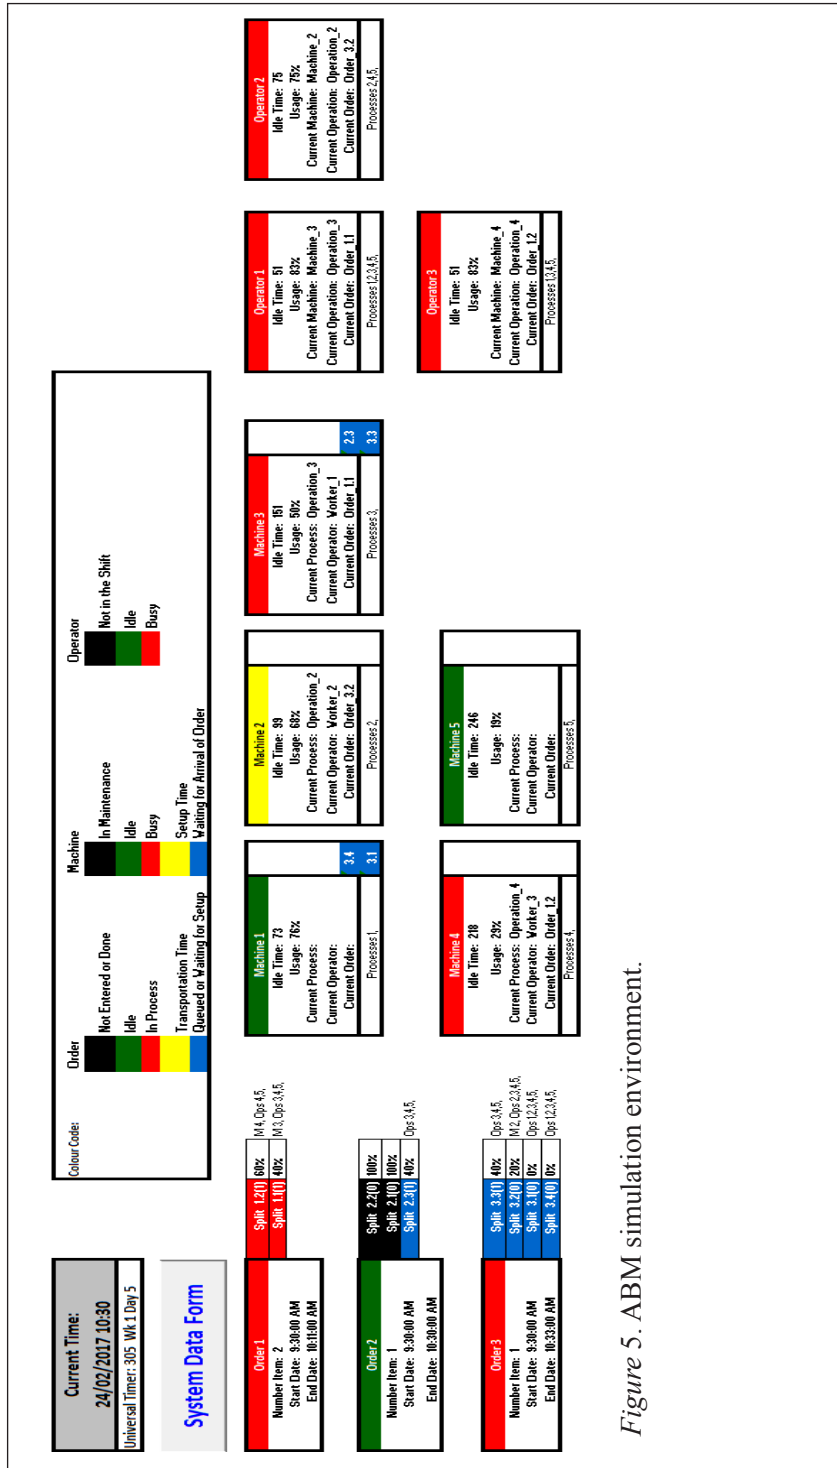 Current Time:
24/02/2017 10:30
Universal Timer: 305 Wk 1 Day 5
System Data Form
Colour Code:
Order
Not Entered or Done
Idle
In Process
Transportation Time
Queued or Waiting for Setup
Machine
In Maintenance
Idle
Busy
Setup Time
Waiting for Arrival of Order
Operator
Not in the Shift
Idle
Busy
Order 1
Number Item: 2
Start Date: 9:30:00 AM
End Date: 10:11:00 AM
Split 1.2(1) 60% M 4, Ops 4,5,
Split 1.1(1) 40% M 3, Ops 3,4,5,
Order 2
Number Item: 1
Start Date: 9:30:00 AM
End Date: 10:30:00 AM
Split 2.2(0) 100%
Split 2.1(0) 100%
Split 2.3(1) 40% Ops 3,4,5,
Order 3
Number Item: 1
Start Date: 9:30:00 AM
End Date: 10:33:00 AM
Split 3.3(1) 40% Ops 3,4,5,
Split 3.2(0) 20% M 2, Ops 2,3,4,5,
Split 3.1(0) 0% Ops 1,2,3,4,5,
Split 3.4(0) 0% Ops 1,2,3,4,5,
Machine 1
Idle Time: 73
Usage: 76%
Current Process:
Current Operator:
Current Order:
Processes 1,
3.4
3.1
Machine 2
Idle Time: 99
Usage: 68%
Current Process: Operation_2
Current Operator: Worker_2
Current Order: Order_3.2
Processes 2,
Machine 3
Idle Time: 151
Usage: 50%
Current Process: Operation_3
Current Operator: Worker_1
Current Order: Order_1.1
Processes 3,
2.3
3.3
Machine 4
Idle Time: 218
Usage: 29%
Current Process: Operation_4
Current Operator: Worker_3
Current Order: Order_1.2
Processes 4,
Machine 5
Idle Time: 246
Usage: 19%
Current Process:
Current Operator:
Current Order:
Processes 5,
Operator 1
Idle Time: 51
Usage: 83%
Current Machine: Machine_3
Current Operation: Operation_3
Current Order: Order_1.1
Processes 1,2,3,4,5,
Operator 2
Idle Time: 75
Usage: 75%
Current Machine: Machine_2
Current Operation: Operation_2
Current Order: Order_3.2
Processes 2,4,5,
Operator 3
Idle Time: 51
Usage: 83%
Current Machine: Machine_4
Current Operation: Operation_4
Current Order: Order_1.2
Processes 1,3,4,5,
Figure 5. ABM simulation environment.